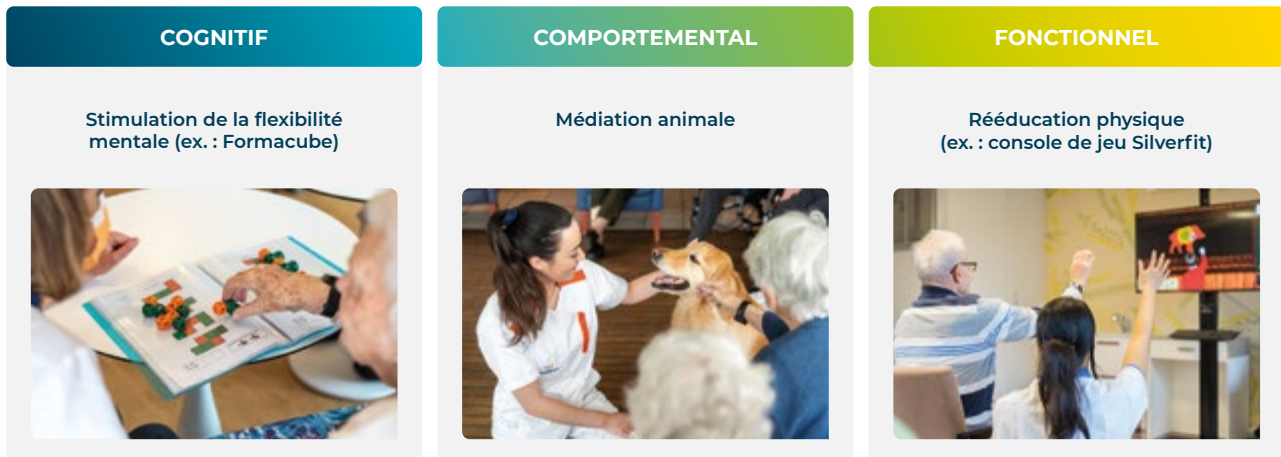 COGNITIF
Stimulation de la flexibilité
mentale (ex. : Formacube)
COMPORTEMENTAL
Médiation animale
FONCTIONNEL
Rééducation physique
(ex. : console de jeu Silverfit)